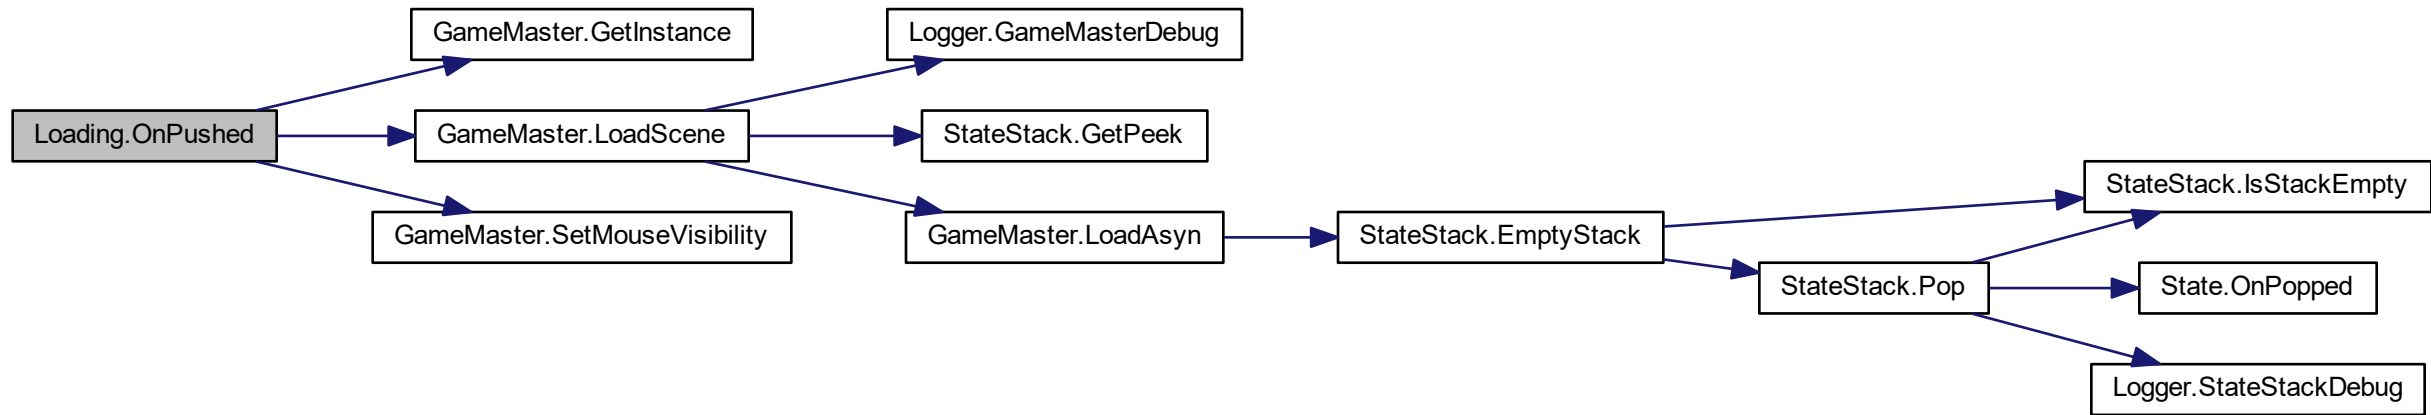 Loading.OnPushed
GameMaster.GetInstance
GameMaster.LoadScene
GameMaster.SetMouseVisibility
Logger.GameMasterDebug
StateStack.GetPeek
GameMaster.LoadAsyn
StateStack.EmptyStack
StateStack.IsStackEmpty
StateStack.Pop
State.OnPopped
Logger.StateStackDebug